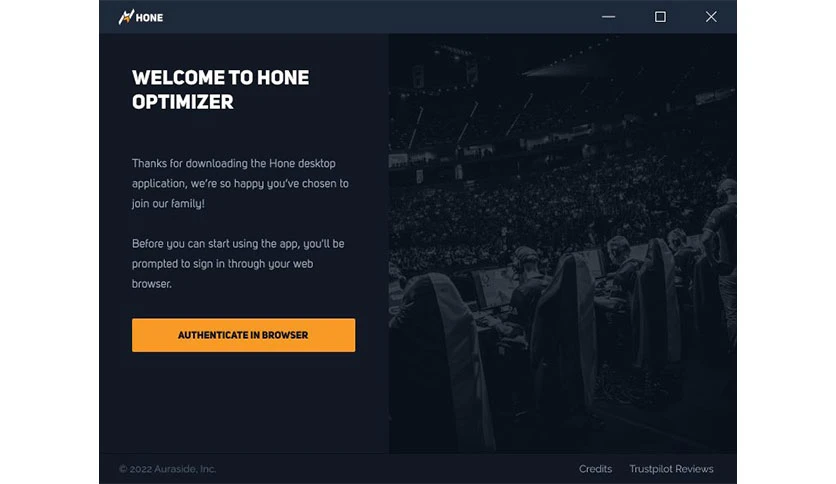 HONE
WELCOME TO HONE
OPTIMIZER
Thanks for downloading the Hone desktop
application, we're so happy you've chosen to
join our family!
Before you can start using the app, you'll be
prompted to sign in through your web
browser.
AUTHENTICATE IN BROWSER
© 2022 Auraside, Inc.
Credits
Trustpilot Reviews